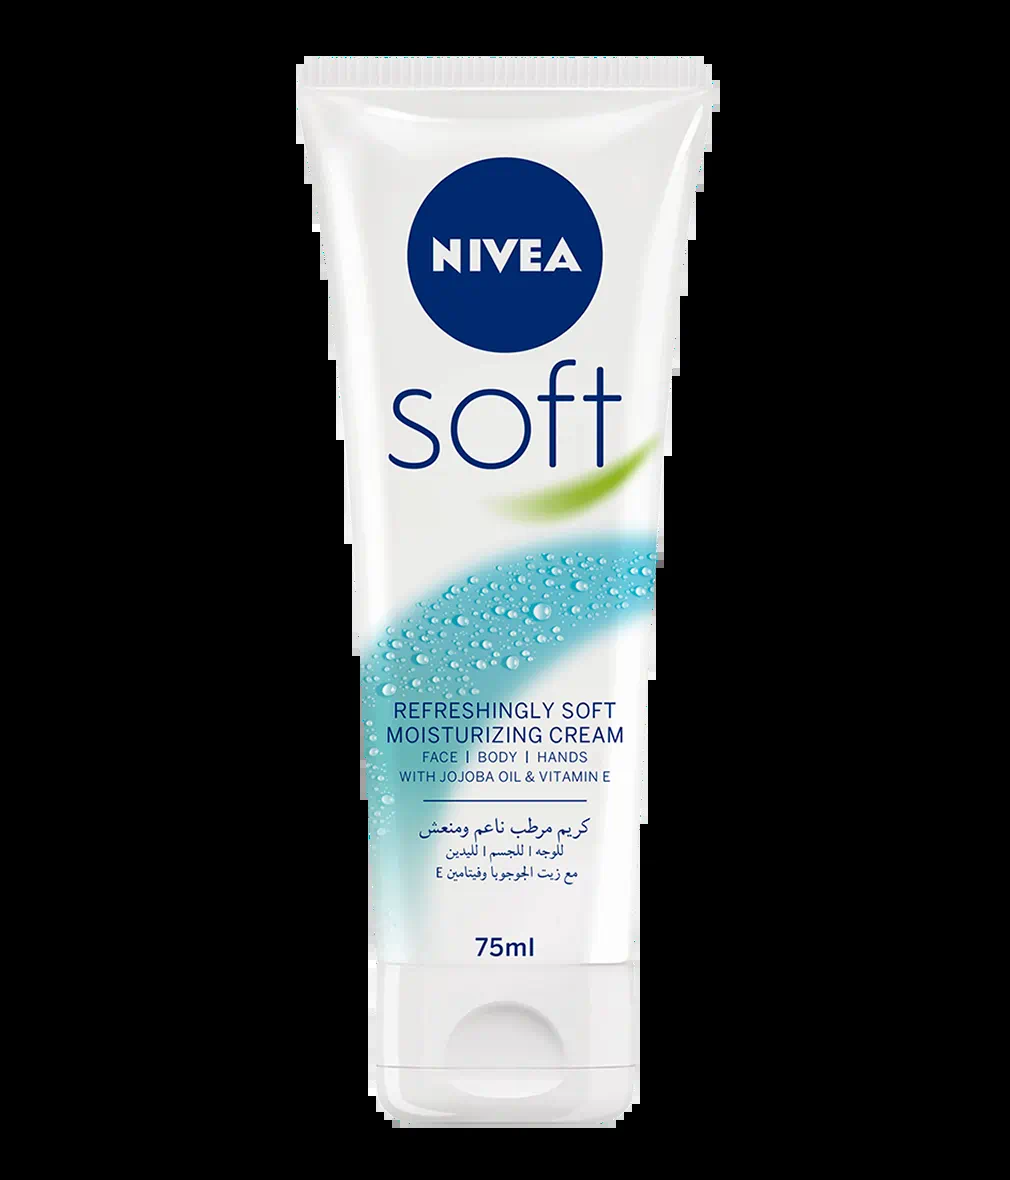 NIVEA
soft
REFRESHINGLY SOFT
MOISTURIZING CREAM
FACE | BODY | HANDS
WITH JOJOBA OIL & VITAMIN E
كريم مرطب ناعم ومنعش
للوجه | للجسم | لليدين
مع زيت الجوجوبا وفيتامين E
75ml